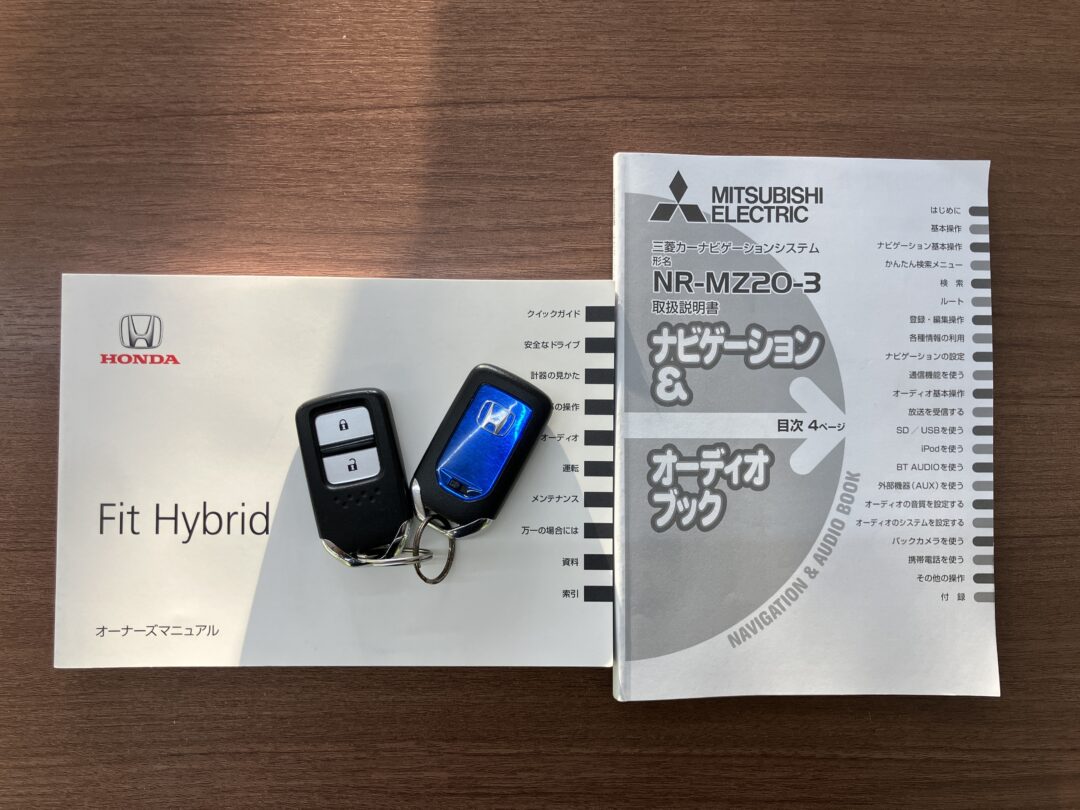 HONDA
Fit Hybrid
オーナーズマニュアル
クイックガイド
安全なドライブ
計器の見かた
の操作
オーディオ
運転
メンテナンス
万一の場合には
資料
索引
MITSUBISHI
ELECTRIC
三菱カーナビゲーションシステム
形名
NR-MZ20-3
取扱説明書
ナビゲーション
&
目次 4ページ
オーディオ
ブック
NAVIGATION & AUDIO BOOK
はじめに
基本操作
ナビゲーション基本操作
かんたん検索メニュー
検 索
ルート
登録・編集操作
各種情報の利用
ナビゲーションの設定
通信機能を使う
オーディオ基本操作
放送を受信する
SD/USBを使う
iPodを使う
BT AUDIOを使う
外部機器(AUX)を使う
オーディオの音質を設定する
オーディオのシステムを設定する
バックカメラを使う
携帯電話を使う
その他の操作
付 録